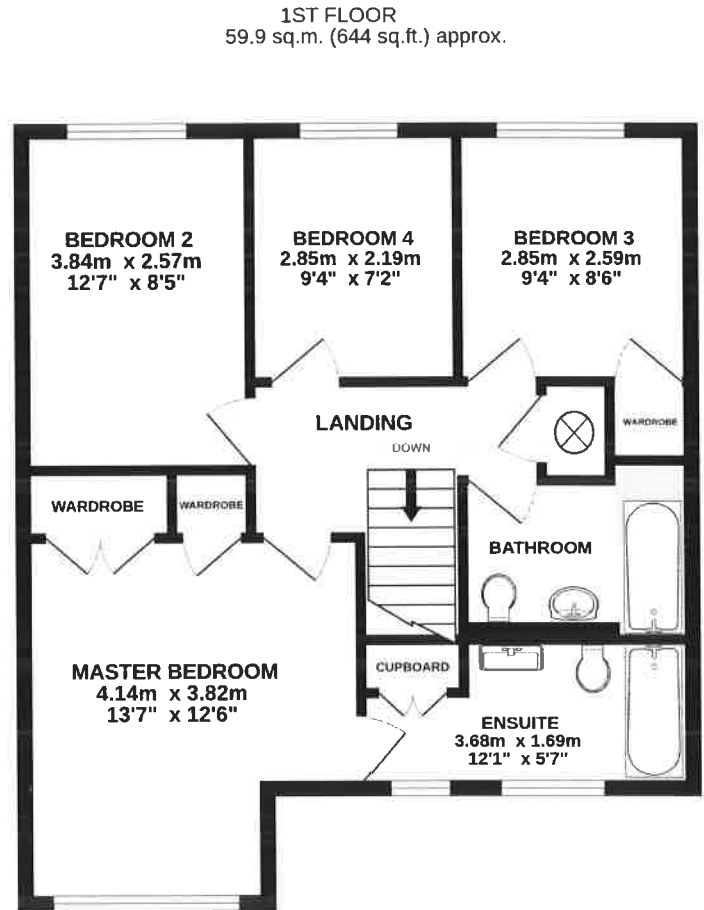 1ST FLOOR
59.9 sq.m. (644 sq.ft.) approx.
BEDROOM 2
3.84m x 2.57m
12'7" x 8'5"
BEDROOM 4
2.85m x 2.19m
9'4" x 7'2"
BEDROOM 3
2.85m x 2.59m
9'4" x 8'6"
LANDING
DOWN
WARDROBE
WARDROBE
WARDROBE
BATHROOM
MASTER BEDROOM
4.14m x 3.82m
13'7" x 12'6"
CUPBOARD
ENSUITE
3.68m x 1.69m
12'1" x 5'7"